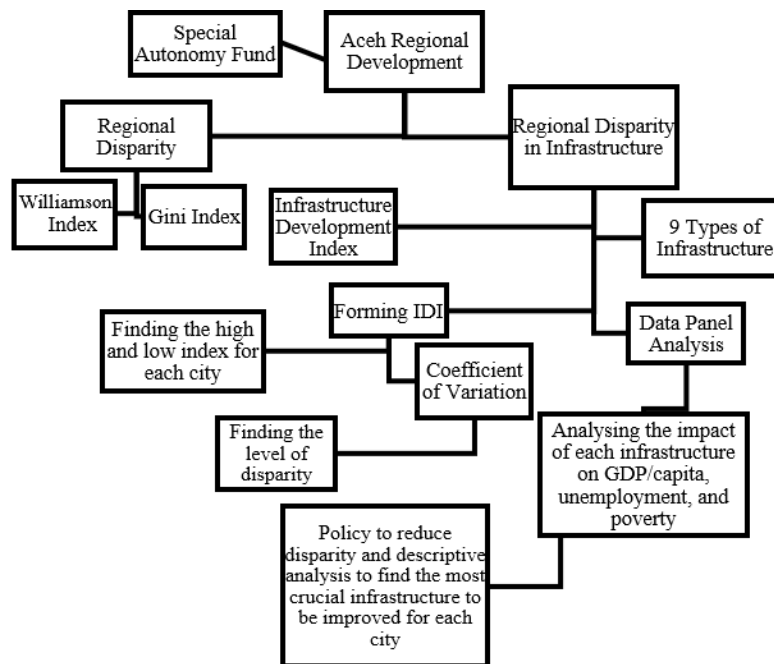 Special
Autonomy Fund
Aceh Regional
Development
Regional
Disparity
Regional Disparity
in Infrastructure
Williamson
Index
Gini Index
Infrastructure
Development
Index
9 Types of
Infrastructure
Forming IDI
Finding the high
and low index for
each city
Data Panel
Analysis
Coefficient
of Variation
Finding the
level of
disparity
Analysing the impact
of each infrastructure
on GDP/capita,
unemployment, and
poverty
Policy to reduce
disparity and descriptive
analysis to find the most
crucial infrastructure to
be improved for each
city